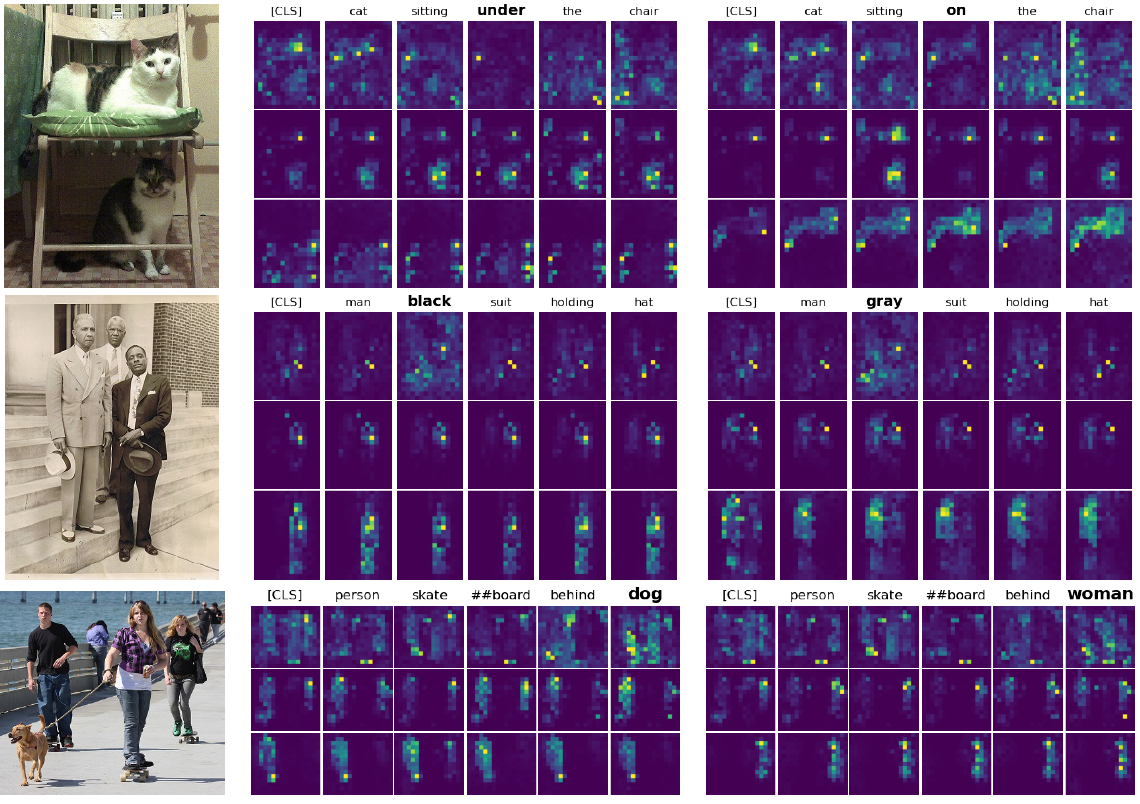 [CLS] cat sitting under the chair [CLS] cat sitting on the chair
[CLS] man black suit holding hat [CLS] man gray suit holding hat
[CLS] person skate ##board behind dog [CLS] person skate ##board behind woman